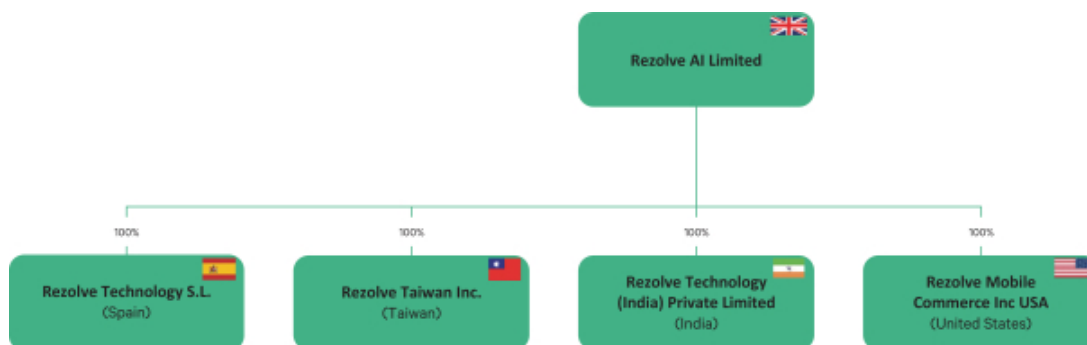 Rezolve AI Limited
100%
100%
100%
100%
Rezolve Technology S.L.
(Spain)
Rezolve Taiwan Inc.
(Taiwan)
Rezolve Technology
(India) Private Limited
(India)
Rezolve Mobile
Commerce Inc USA
(United States)